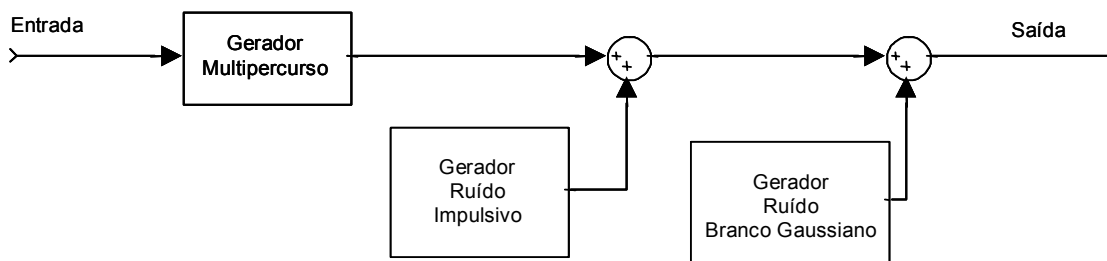 Entrada
Gerador
Multipercurso
+
+
+
+
Saída
Gerador
Ruído
Impulsivo
Gerador
Ruído
Branco Gaussiano